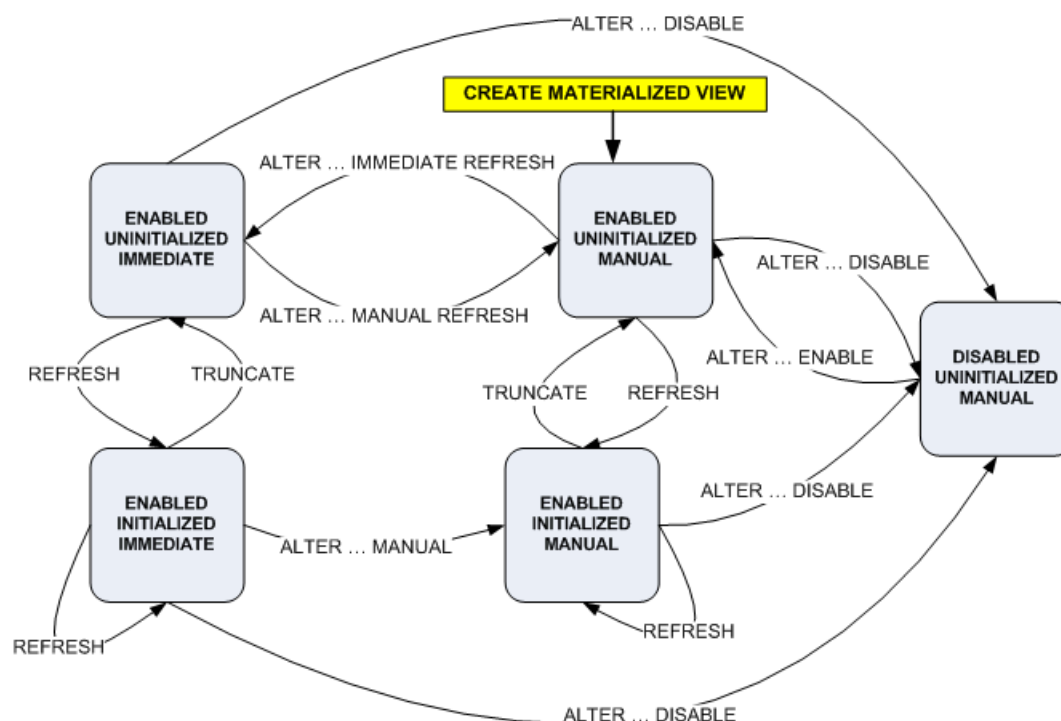 ALTER ... DISABLE
CREATE MATERIALIZED VIEW
ALTER ... IMMEDIATE REFRESH
ENABLED
UNINITIALIZED
IMMEDIATE
ENABLED
UNINITIALIZED
MANUAL
ALTER ... DISABLE
ALTER ... MANUAL REFRESH
ALTER ... ENABLE
DISABLED
UNINITIALIZED
MANUAL
REFRESH
TRUNCATE
TRUNCATE
REFRESH
ENABLED
INITIALIZED
IMMEDIATE
ENABLED
INITIALIZED
MANUAL
ALTER ... DISABLE
ALTER ... MANUAL
REFRESH
REFRESH
ALTER ... DISABLE